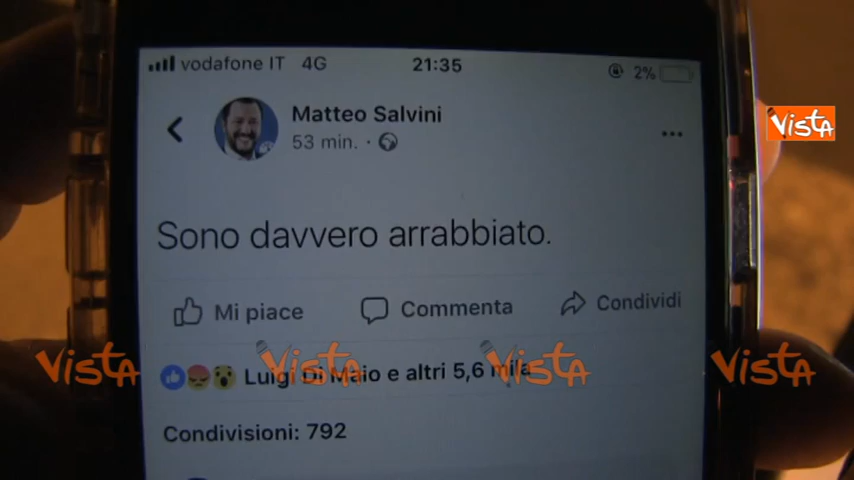 vodafone IT 4G 21:35 2%
Matteo Salvini
53 min. ·
VISTA
Sono davvero arrabbiato.
Mi piace Commenta Condividi
VISTA VISTA VISTA VISTA
Luigi Di Maio e altri 5,6 mila
Condivisioni: 792